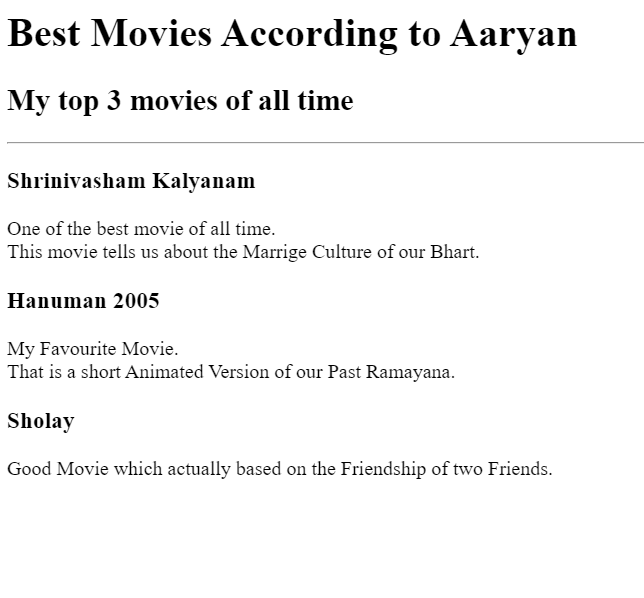 Best Movies According to Aaryan
My top 3 movies of all time
Shrinivasham Kalyanam
One of the best movie of all time.
This movie tells us about the Marrige Culture of our Bhart.
Hanuman 2005
My Favourite Movie.
That is a short Animated Version of our Past Ramayana.
Sholay
Good Movie which actually based on the Friendship of two Friends.